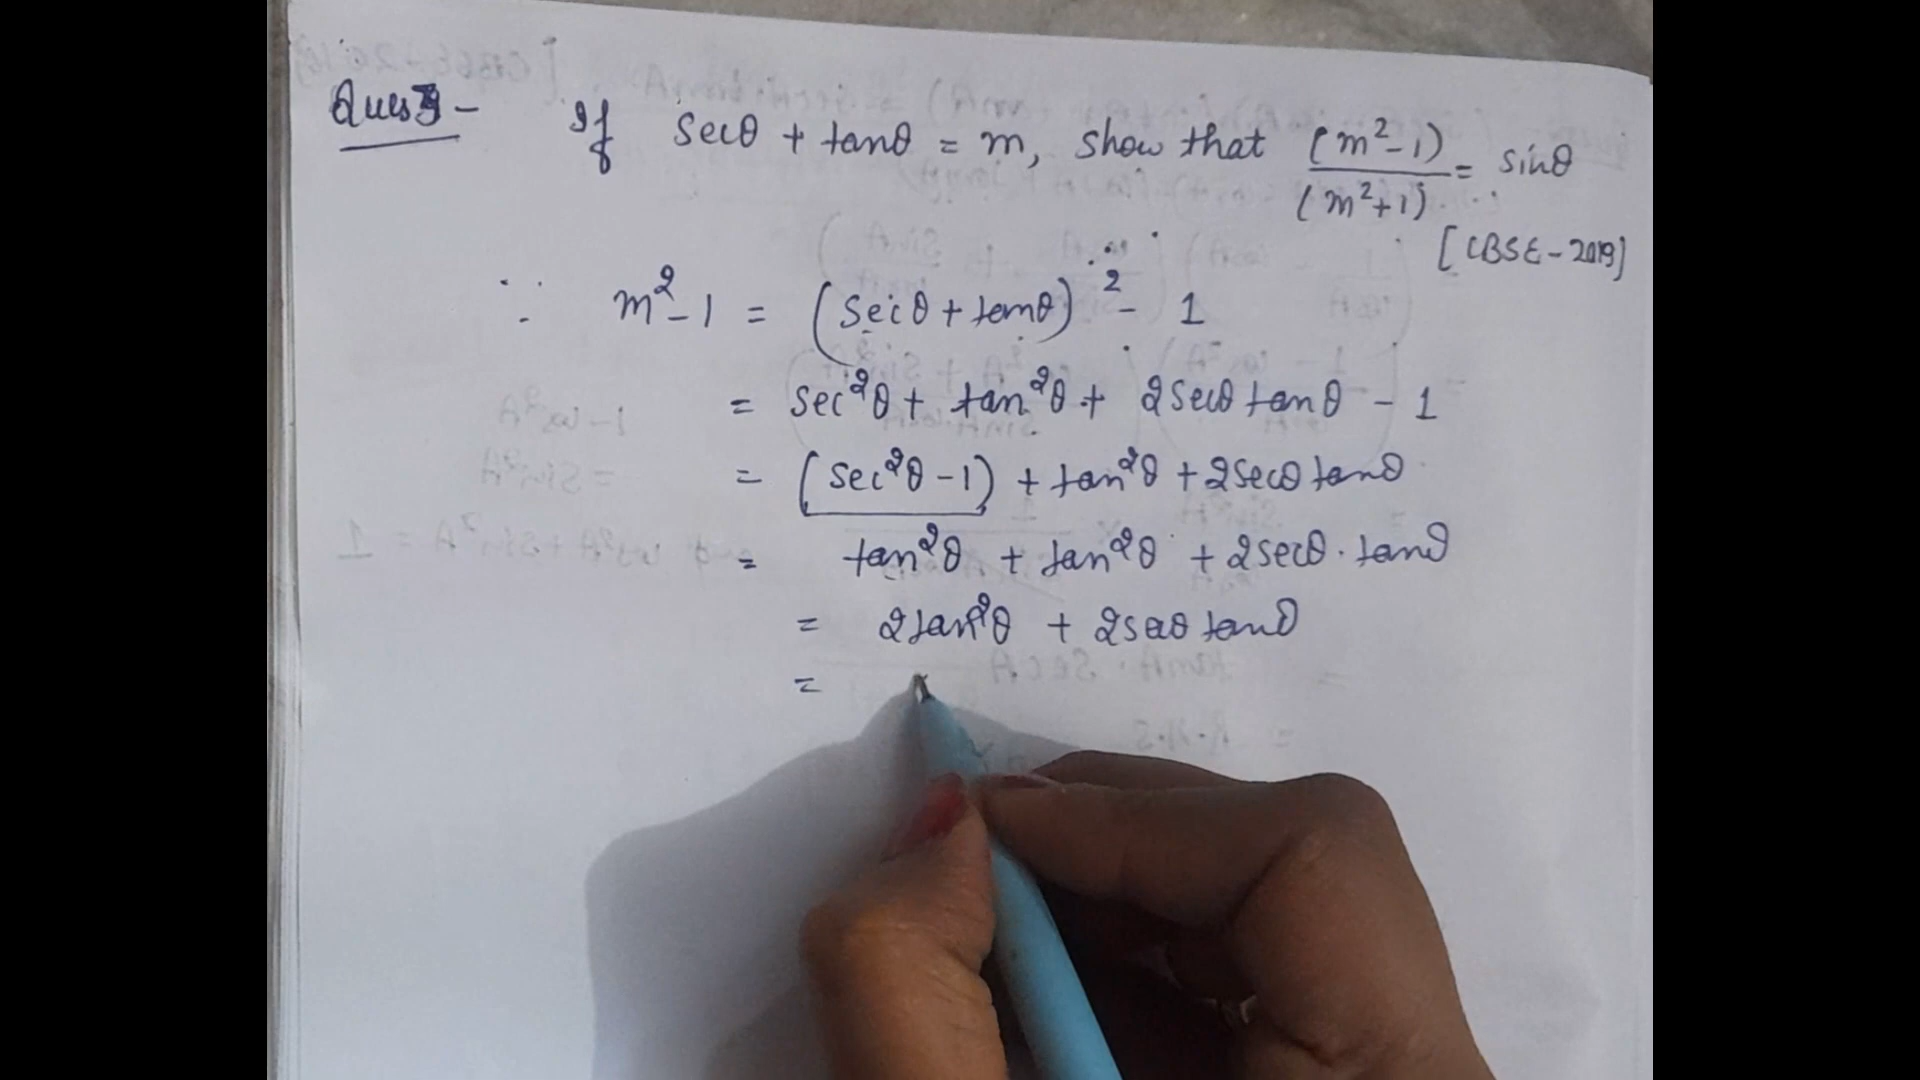 Ques 9 - If secθ + tanθ = m, show that (m²-1)/(m²+1) = sinθ
[CBSE - 2019]
∵ m²-1 = (secθ + tanθ)² - 1
= sec²θ + tan²θ + 2secθ tanθ - 1
= (sec²θ - 1) + tan²θ + 2secθ tanθ
= tan²θ + tan²θ + 2secθ · tanθ
= 2tan²θ + 2secθ tanθ
=